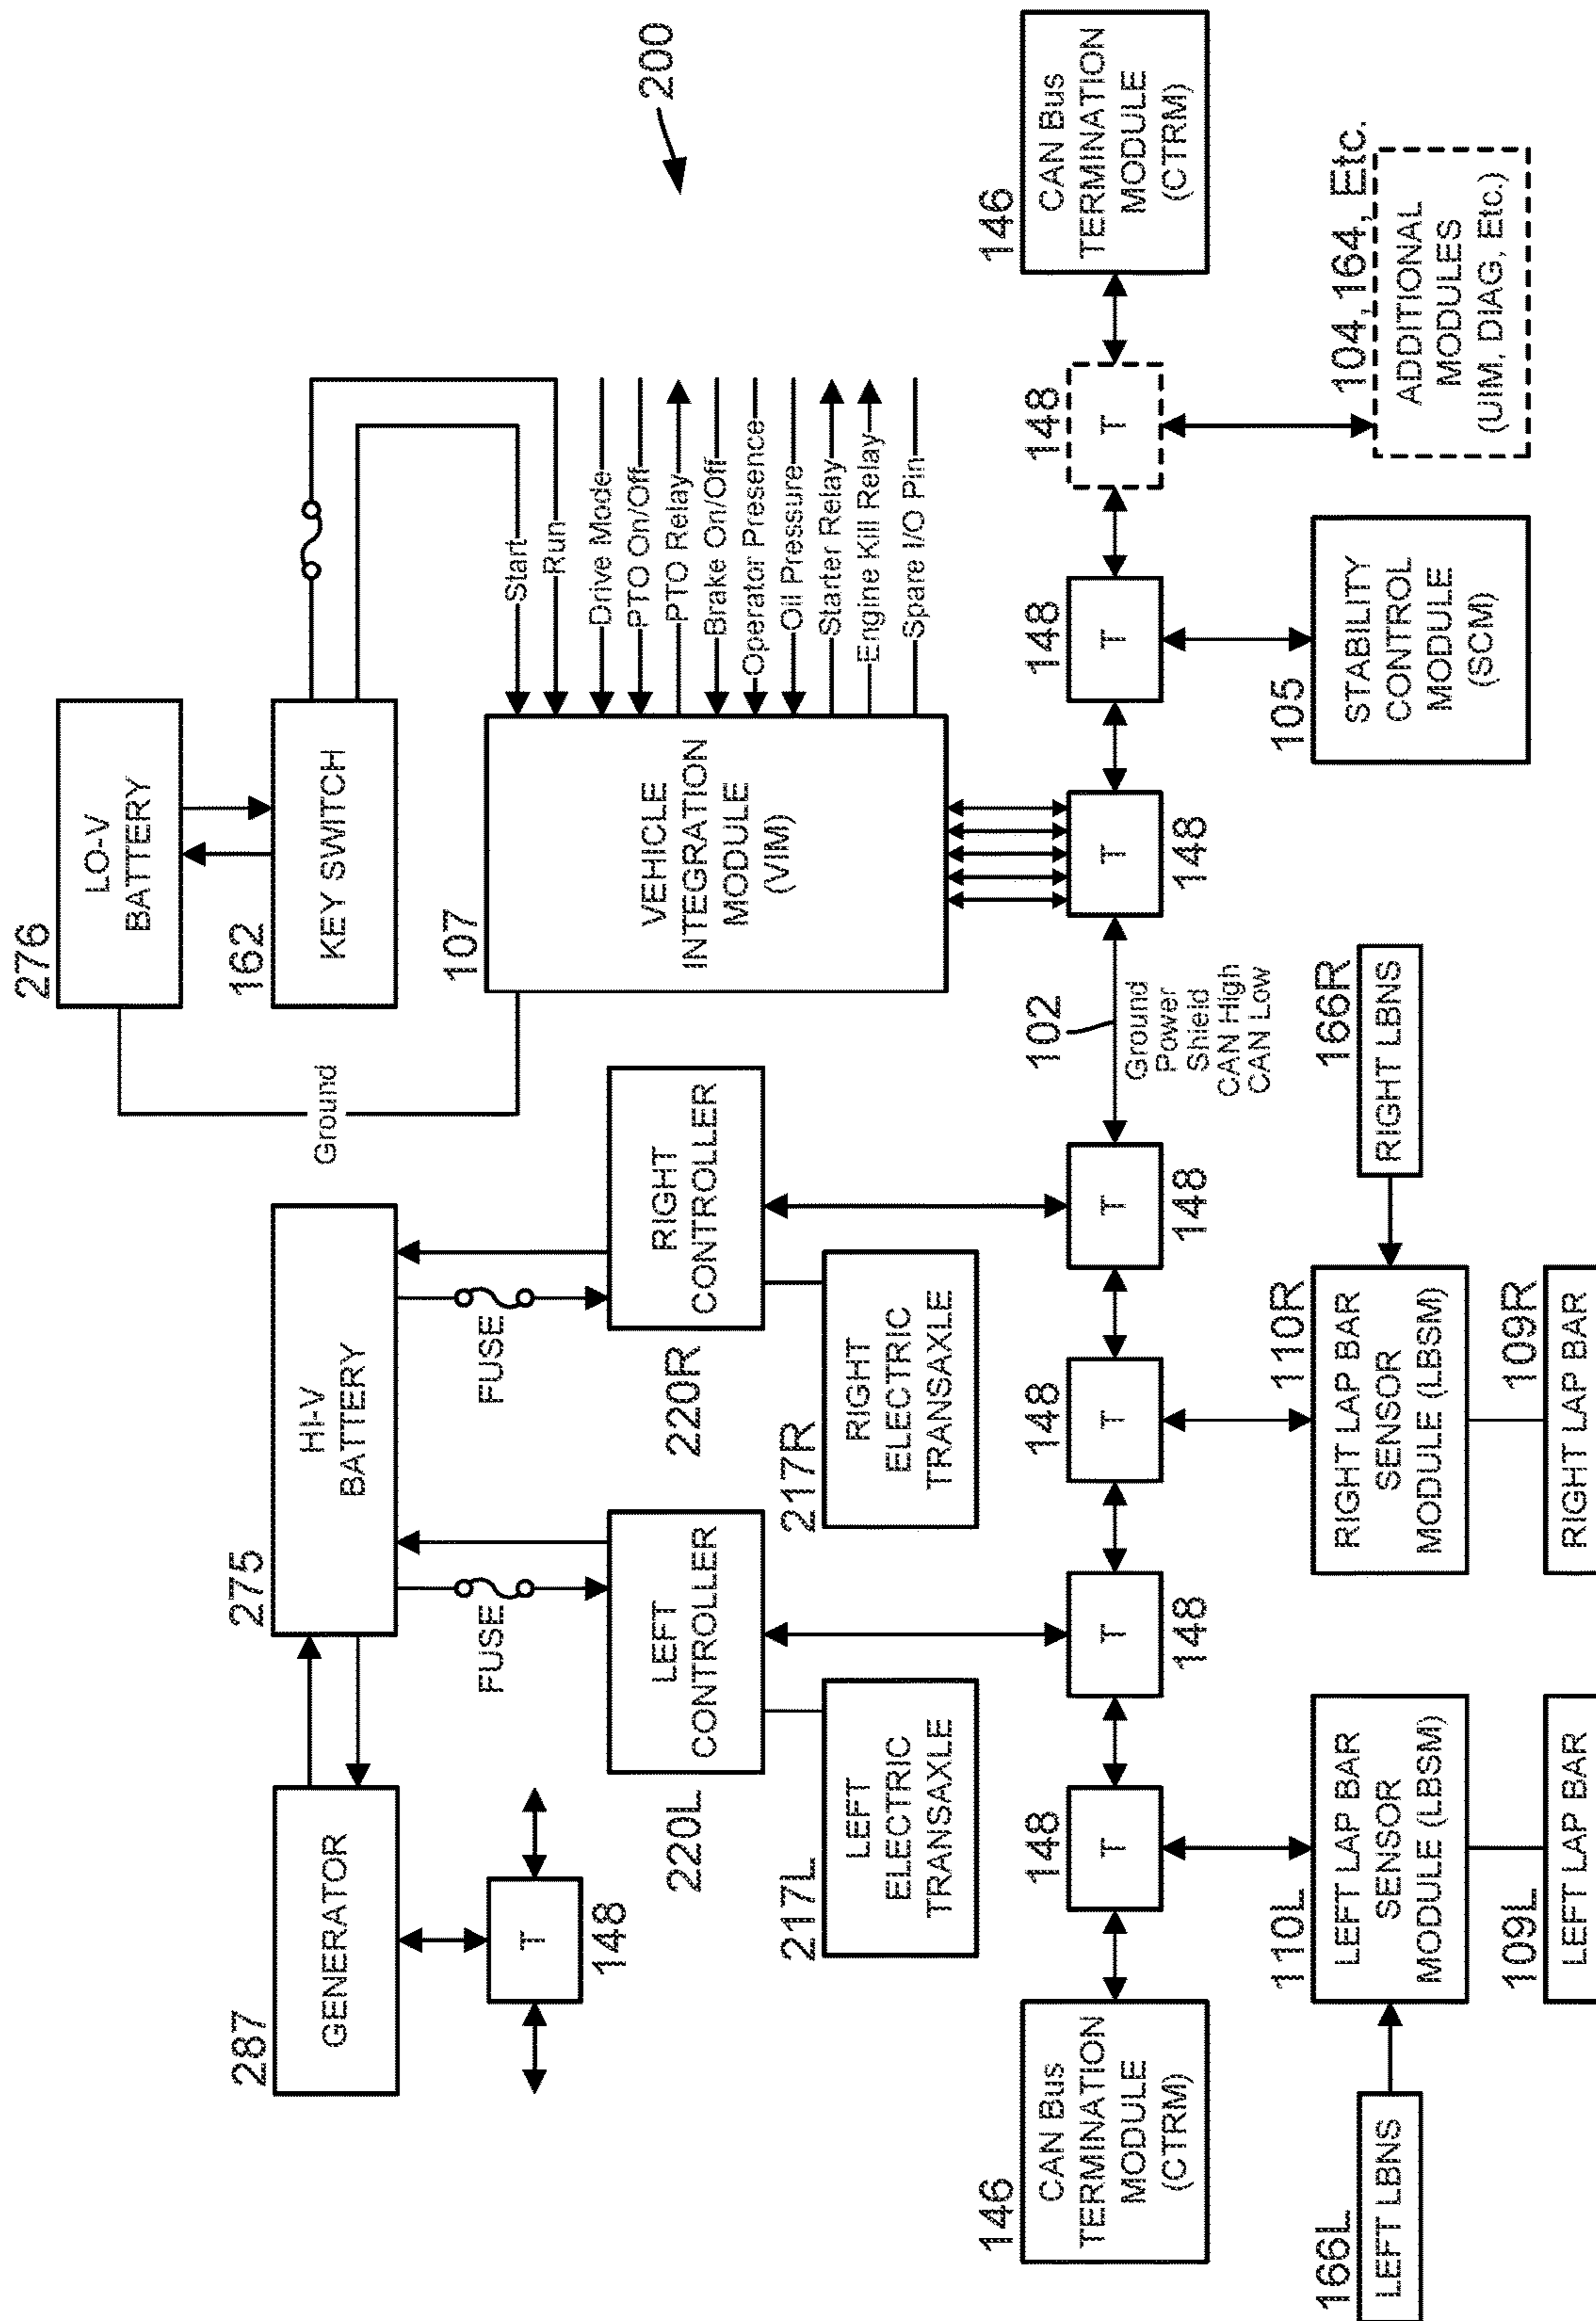 200
276
LO-V
BATTERY
162
KEY SWITCH
Ground
Start
Run
107
VEHICLE
INTEGRATION
MODULE
(VIM)
Drive Mode
PTO On/Off
PTO Relay
Brake On/Off
Operator Presence
Oil Pressure
Starter Relay
Engine Kill Relay
Spare I/O Pin
287
GENERATOR
T
148
275
HI-V
BATTERY
FUSE
FUSE
LEFT
CONTROLLER
220L
RIGHT
CONTROLLER
220R
217L
LEFT
ELECTRIC
TRANSAXLE
217R
RIGHT
ELECTRIC
TRANSAXLE
146
CAN Bus
TERMINATION
MODULE
(CTRM)
148
T
T
148
148
T
T
148
102
Ground
Power
Shield
CAN High
CAN Low
T
148
148
T
148
T
146
CAN Bus
TERMINATION
MODULE
(CTRM)
166L
LEFT LBNS
110L
LEFT LAP BAR
SENSOR
MODULE (LBSM)
109L
LEFT LAP BAR
110R
RIGHT LAP BAR
SENSOR
MODULE (LBSM)
109R
RIGHT LAP BAR
166R
RIGHT LBNS
105
STABILITY
CONTROL
MODULE
(SCM)
104, 164, Etc.
ADDITIONAL
MODULES
(UIM, DIAG, Etc.)